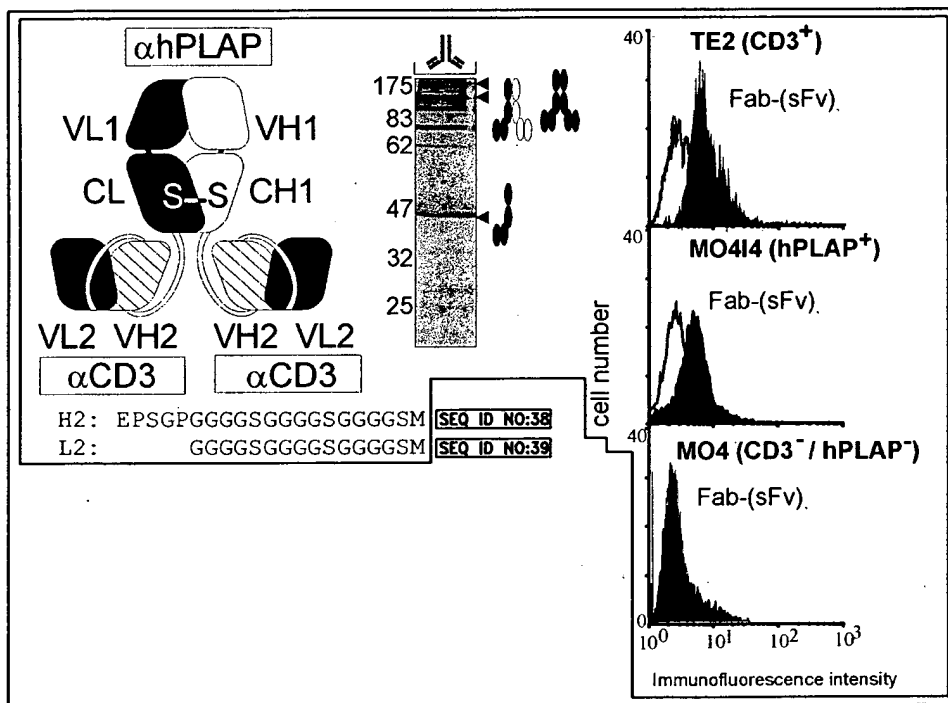 αhPLAP
VL1 VH1
CL S-S CH1
VL2 VH2 VH2 VL2
αCD3 αCD3
H2: EPSGPGGGGSGGGGSGGGGSM SEQ ID NO:38
L2: GGGGSGGGGSGGGGSM SEQ ID NO:39
175
83
62
47
32
25
cell number
40 TE2 (CD3⁺)
Fab-(sFv)
40 MO4I4 (hPLAP⁺)
Fab-(sFv)
40 MO4 (CD3⁻/ hPLAP⁻)
Fab-(sFv)
0
10⁰ 10¹ 10² 10³
Immunofluorescence intensity